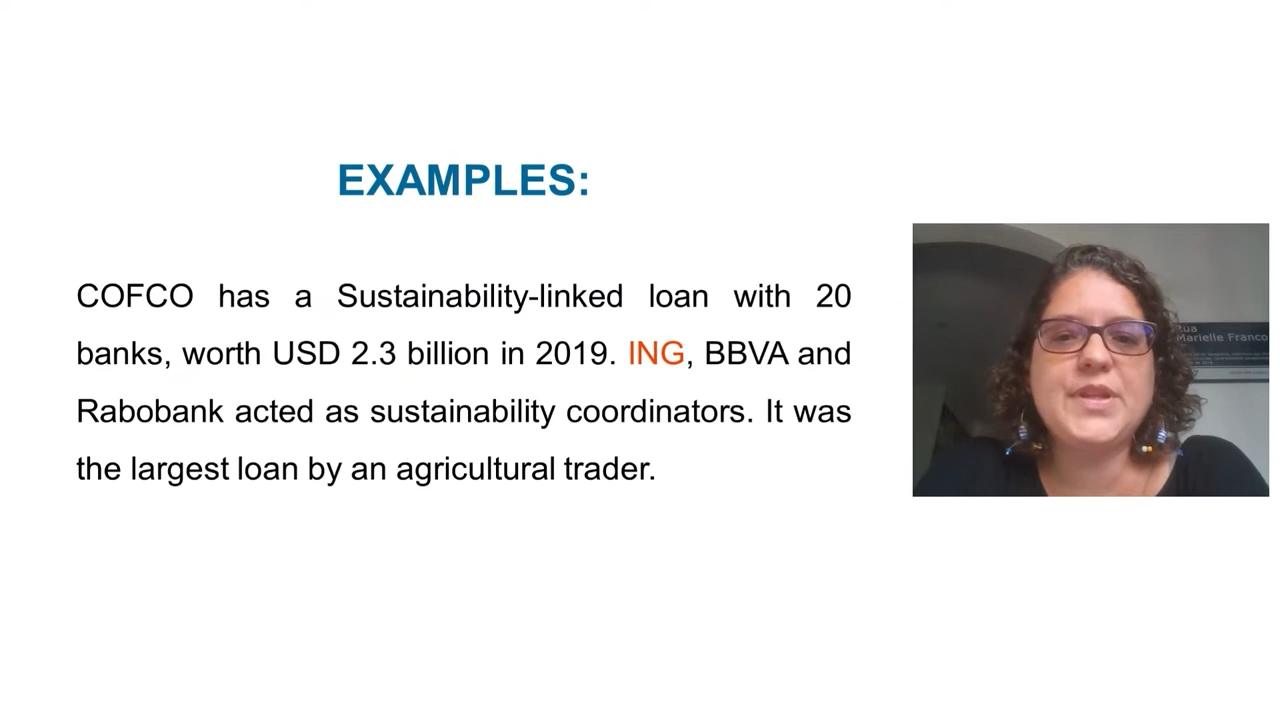 EXAMPLES:
COFCO has a Sustainability-linked loan with 20
banks, worth USD 2.3 billion in 2019. ING, BBVA and
Rabobank acted as sustainability coordinators. It was
the largest loan by an agricultural trader.
Rua
Marielle Franco